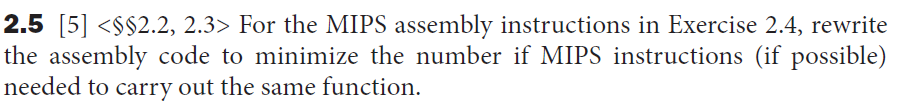 2.5 [5] <§§2.2, 2.3> For the MIPS assembly instructions in Exercise 2.4, rewrite
the assembly code to minimize the number if MIPS instructions (if possible)
needed to carry out the same function.